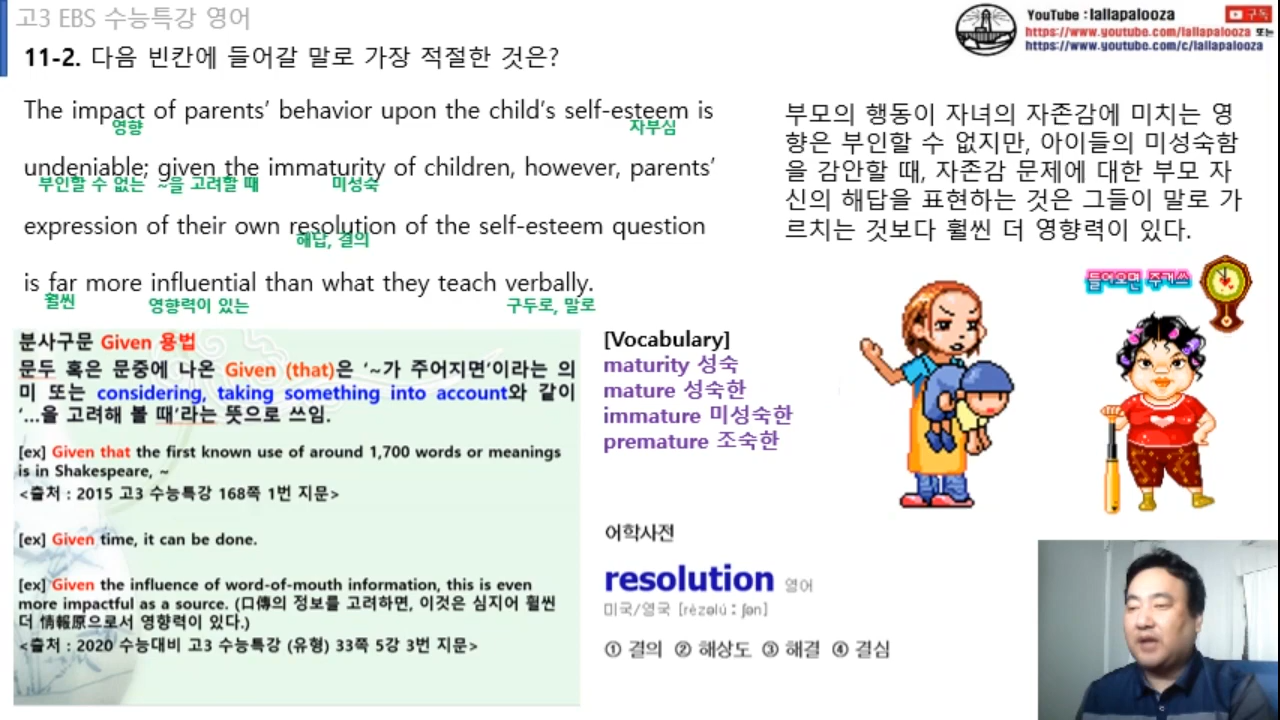 고3 EBS 수능특강 영어
YouTube : lallapalooza
구독
https://www.youtube.com/lallapalooza 또는
https://www.youtube.com/c/lallapalooza
11-2. 다음 빈칸에 들어갈 말로 가장 적절한 것은?
The impact of parents' behavior upon the child's self-esteem is
영향 자부심
undeniable; given the immaturity of children, however, parents'
부인할 수 없는 ~을 고려할 때 미성숙
expression of their own resolution of the self-esteem question
해답, 결의
is far more influential than what they teach verbally.
훨씬 영향력이 있는 구두로, 말로
부모의 행동이 자녀의 자존감에 미치는 영
향은 부인할 수 없지만, 아이들의 미성숙함
을 감안할 때, 자존감 문제에 대한 부모 자
신의 해답을 표현하는 것은 그들이 말로 가
르치는 것보다 훨씬 더 영향력이 있다.
들어오면 주거쓰
분사구문 Given 용법
문두 혹은 문중에 나온 Given (that)은 '~가 주어지면'이라는 의
미 또는 considering, taking something into account와 같이
'...을 고려해 볼 때'라는 뜻으로 쓰임.
[ex] Given that the first known use of around 1,700 words or meanings
is in Shakespeare, ~
<출처 : 2015 고3 수능특강 168쪽 1번 지문>
[ex] Given time, it can be done.
[ex] Given the influence of word-of-mouth information, this is even
more impactful as a source. (口傳의 정보를 고려하면, 이것은 심지어 훨씬
더 情報原으로서 영향력이 있다.)
<출처 : 2020 수능대비 고3 수능특강 (유형) 33쪽 5강 3번 지문>
[Vocabulary]
maturity 성숙
mature 성숙한
immature 미성숙한
premature 조숙한
어학사전
resolution 영어
미국/영국 [rèzəlúːʃən]
① 결의 ② 해상도 ③ 해결 ④ 결심